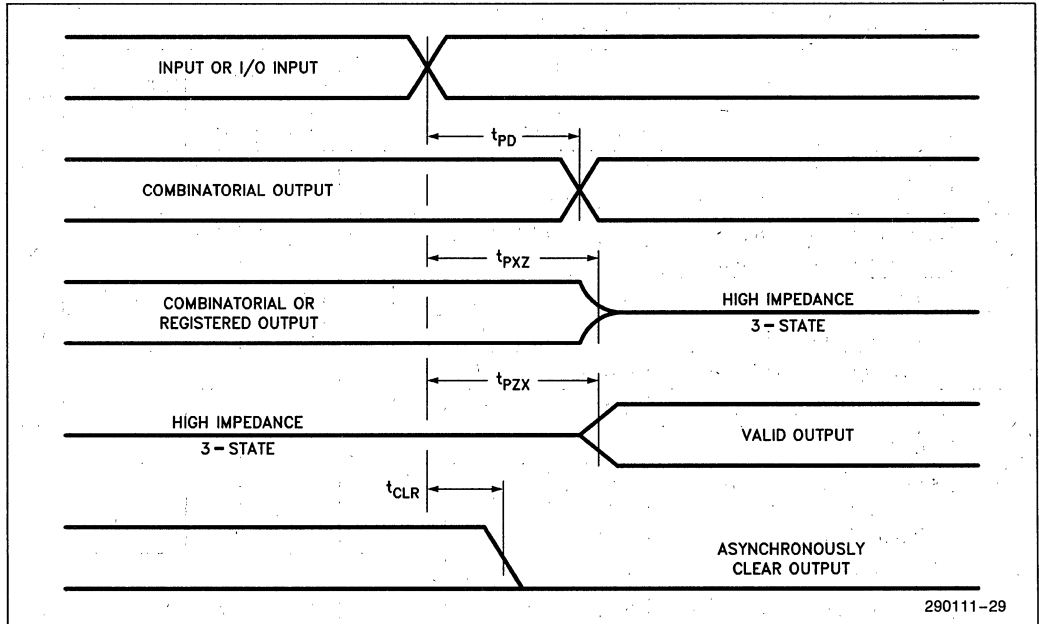 INPUT OR I/O INPUT
tPD
COMBINATORIAL OUTPUT
tPXZ
COMBINATORIAL OR
REGISTERED OUTPUT
HIGH IMPEDANCE
3-STATE
tPZX
HIGH IMPEDANCE
3-STATE
VALID OUTPUT
tCLR
ASYNCHRONOUSLY
CLEAR OUTPUT
290111-29